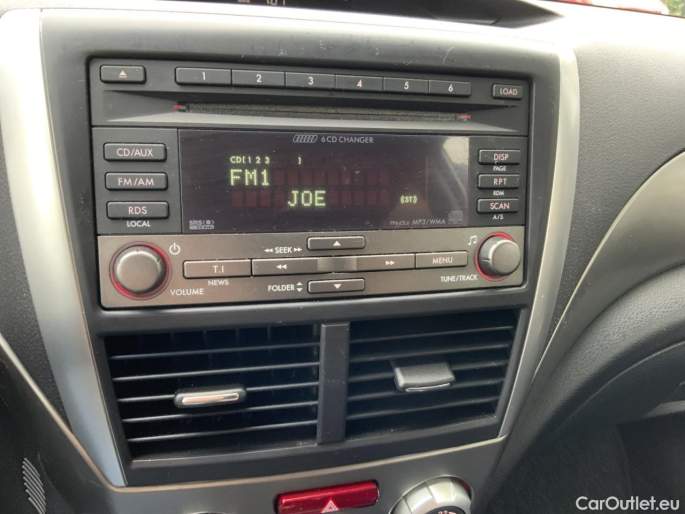 1 2 3 4 5 6
LOAD
6 CD CHANGER
CD/AUX
CD[ 1 2 3 ]
DISP
PAGE
FM/AM
FM1
RPT
RDM
RDS
JOE
(ST)
SCAN
LOCAL
MP3/WMA
A/S
SEEK
T.I
MENU
VOLUME
NEWS
FOLDER
TUNE/TRACK
CarOutlet.eu